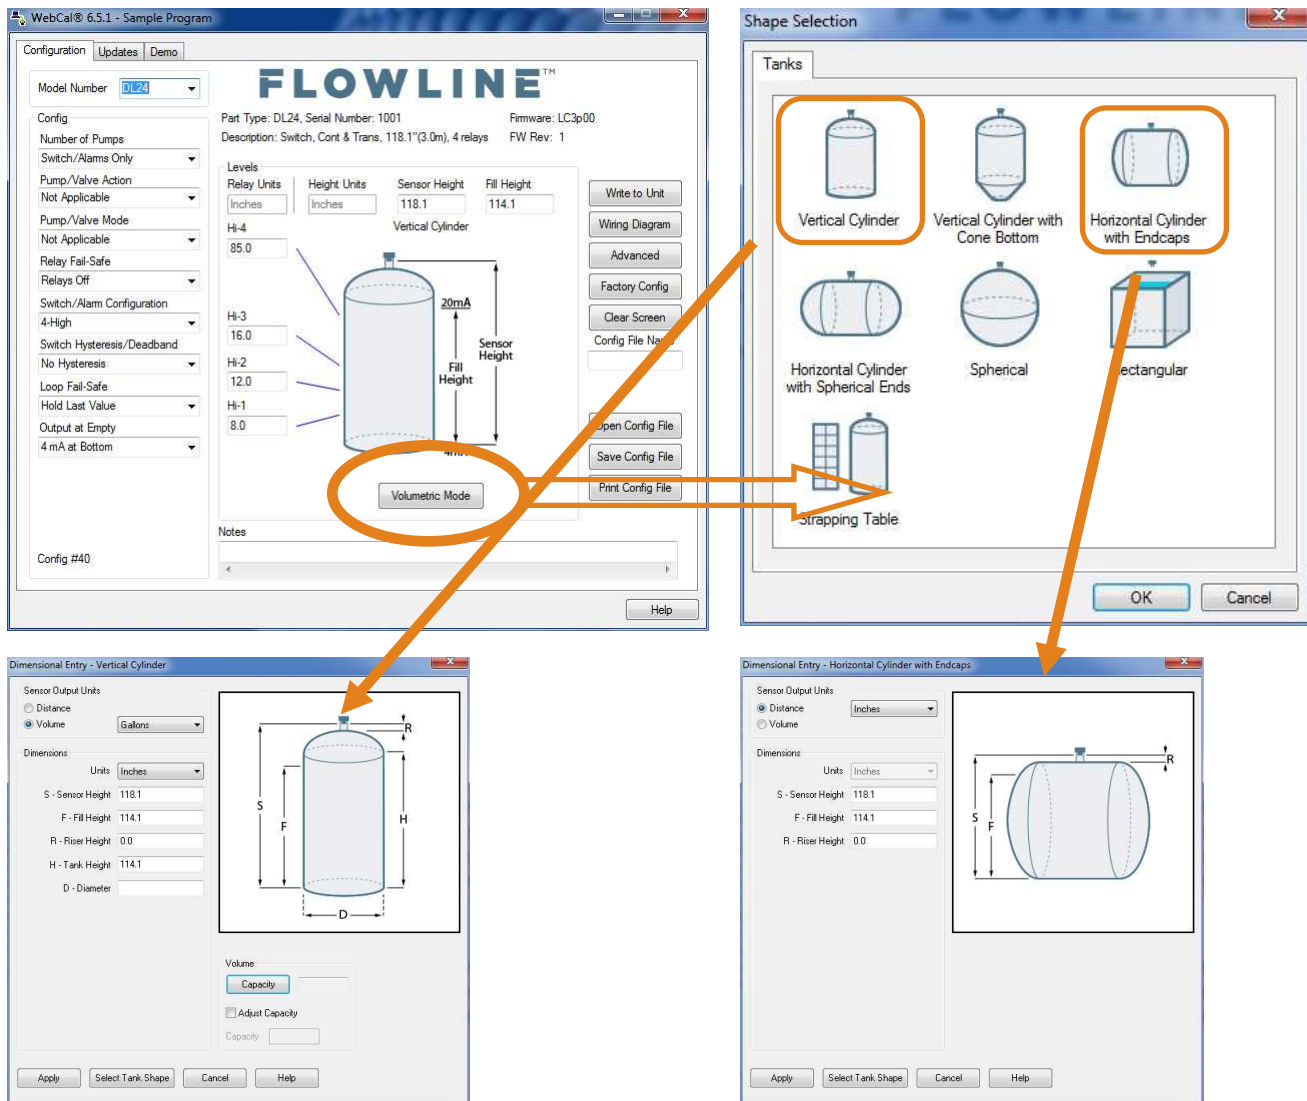 WebCal® 6.5.1 - Sample Program
Configuration Updates Demo
Model Number DL24
FLOWLINE™
Part Type: DL24, Serial Number: 1001 Firmware: LC3p00
Description: Switch, Cont & Trans, 118.1"(3.0m), 4 relays FW Rev: 1
Config
Number of Pumps
Switch/Alarms Only
Pump/Valve Action
Not Applicable
Pump/Valve Mode
Not Applicable
Relay Fail-Safe
Relays Off
Switch/Alarm Configuration
4-High
Switch Hysteresis/Deadband
No Hysteresis
Loop Fail-Safe
Hold Last Value
Output at Empty
4 mA at Bottom
Config #40
Levels
Relay Units Height Units Sensor Height Fill Height
Inches Inches 118.1 114.1
Vertical Cylinder
Hi-4
85.0
Hi-3
16.0
Hi-2
12.0
Hi-1
8.0
20mA
Sensor
Height
Fill
Height
4mA
Volumetric Mode
Notes
Write to Unit
Wiring Diagram
Advanced
Factory Config
Clear Screen
Config File Name
Open Config File
Save Config File
Print Config File
Help
Shape Selection
Tanks
Vertical Cylinder
Vertical Cylinder with
Cone Bottom
Horizontal Cylinder
with Endcaps
Horizontal Cylinder
with Spherical Ends
Spherical
Rectangular
Strapping Table
OK Cancel
Dimensional Entry - Vertical Cylinder
Sensor Output Units
Distance
Volume Gallons
Dimensions
Units Inches
S - Sensor Height 118.1
F - Fill Height 114.1
R - Riser Height 0.0
H - Tank Height 114.1
D - Diameter
R
S
F
H
D
Volume
Capacity
Adjust Capacity
Capacity
Apply Select Tank Shape Cancel Help
Dimensional Entry - Horizontal Cylinder with Endcaps
Sensor Output Units
Distance Inches
Volume
Dimensions
Units Inches
S - Sensor Height 118.1
F - Fill Height 114.1
R - Riser Height 0.0
R
S
F
Apply Select Tank Shape Cancel Help